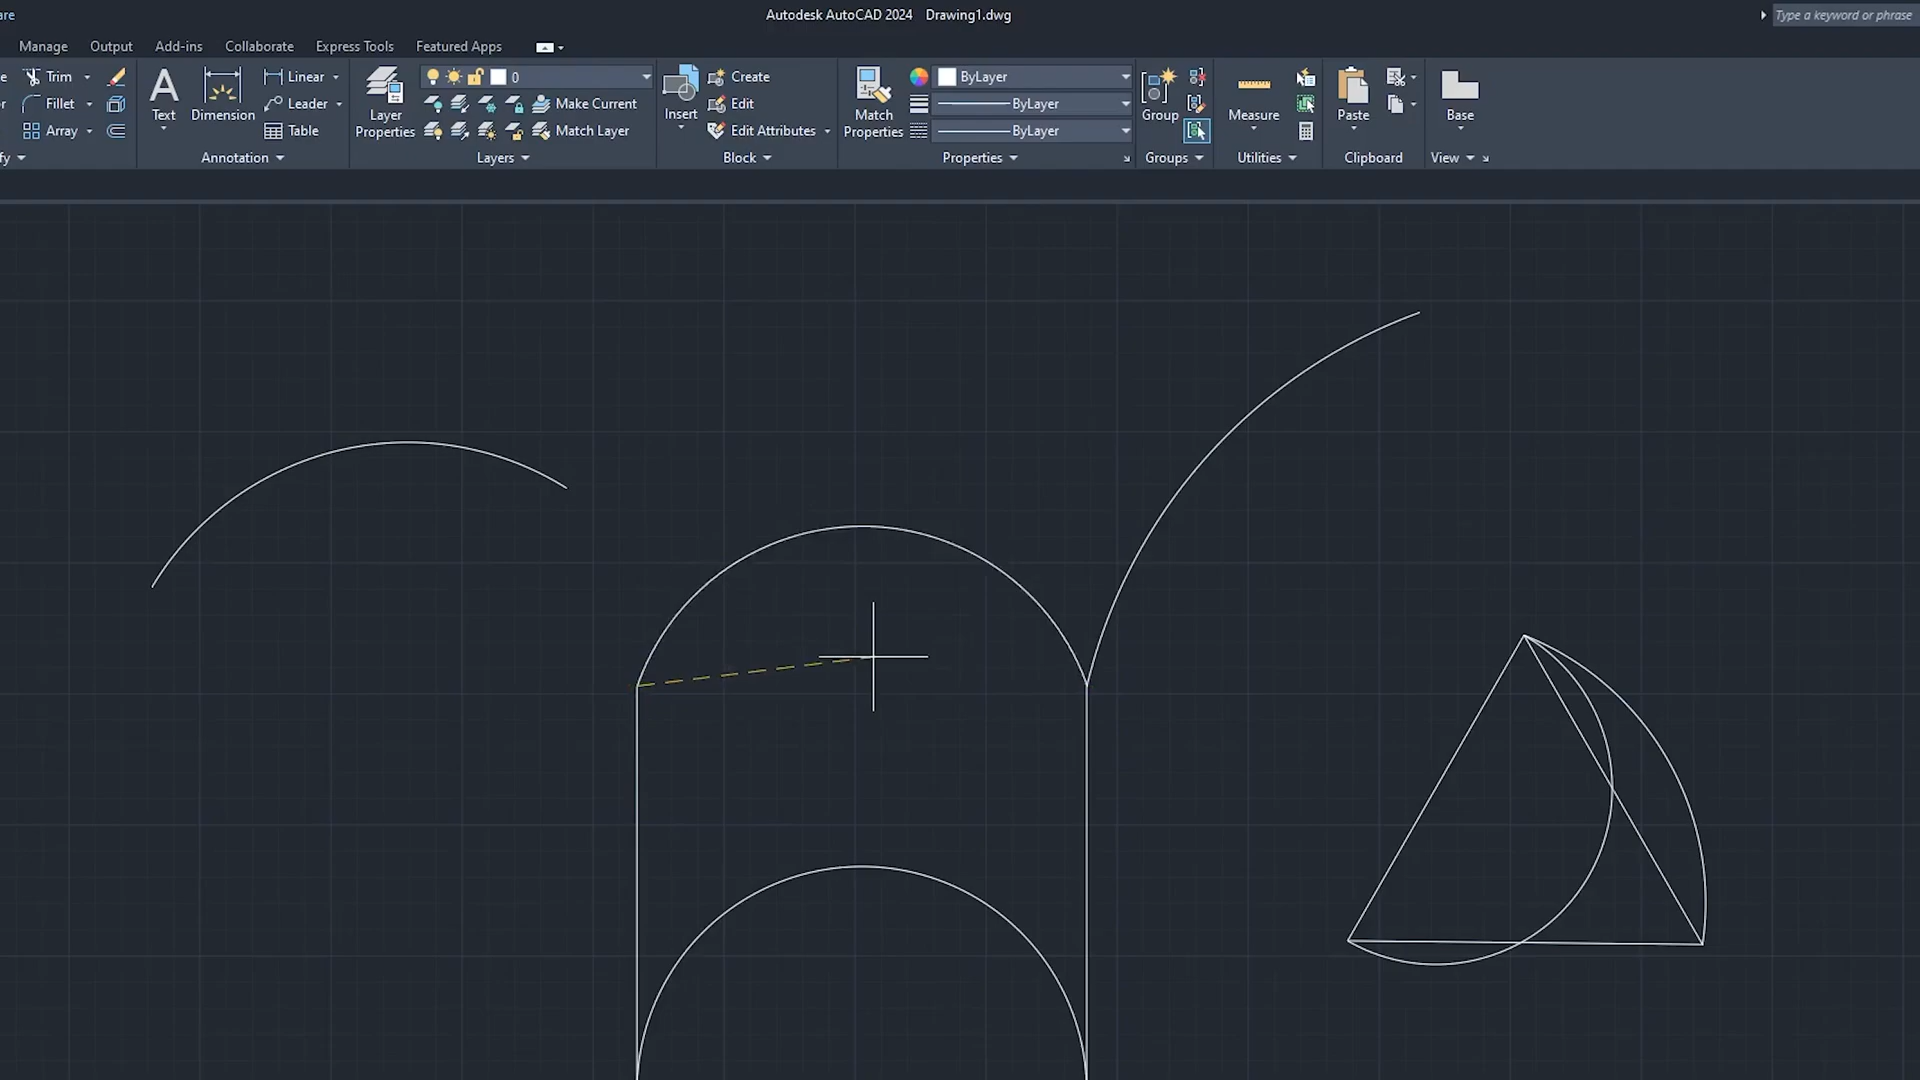 are
Autodesk AutoCAD 2024 Drawing1.dwg
Type a keyword or phrase
Manage Output Add-ins Collaborate Express Tools Featured Apps
e Trim
r Fillet
Array
fy
Text
Dimension
Linear
Leader
Table
Annotation
Layer
Properties
0
Make Current
Match Layer
Layers
Insert
Create
Edit
Edit Attributes
Block
Match
Properties
ByLayer
ByLayer
ByLayer
Properties
Group
Groups
Measure
Utilities
Paste
Clipboard
Base
View